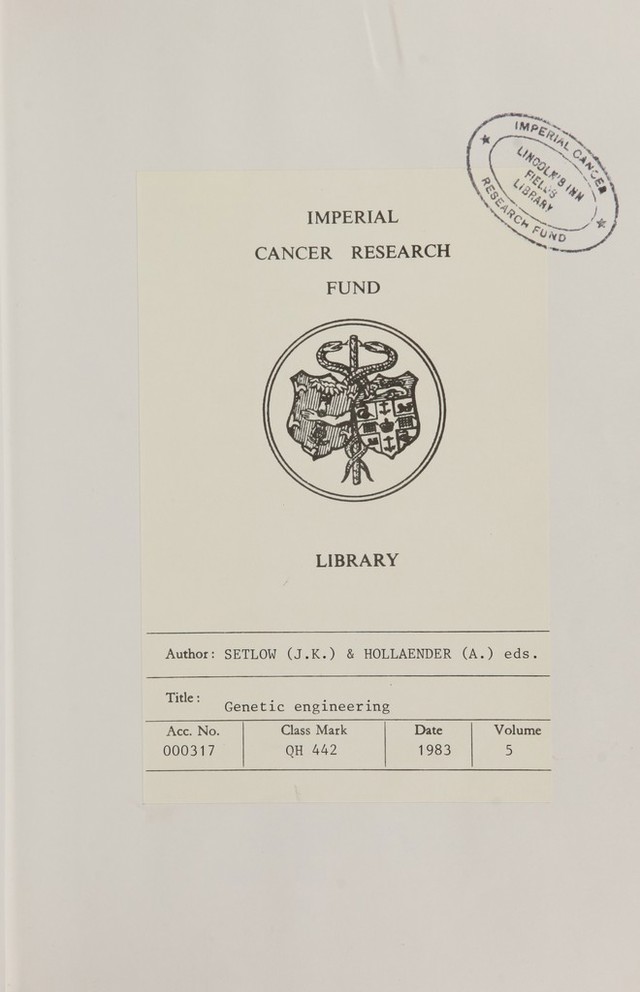 IMPERIAL CANCER
RESEARCH FUND
LINCOLN'S INN
FIELDS
LIBRARY
IMPERIAL
CANCER RESEARCH
FUND
LIBRARY
Author: SETLOW (J.K.) & HOLLAENDER (A.) eds.
Title: Genetic engineering
Acc. No. Class Mark Date Volume
000317 QH 442 1983 5